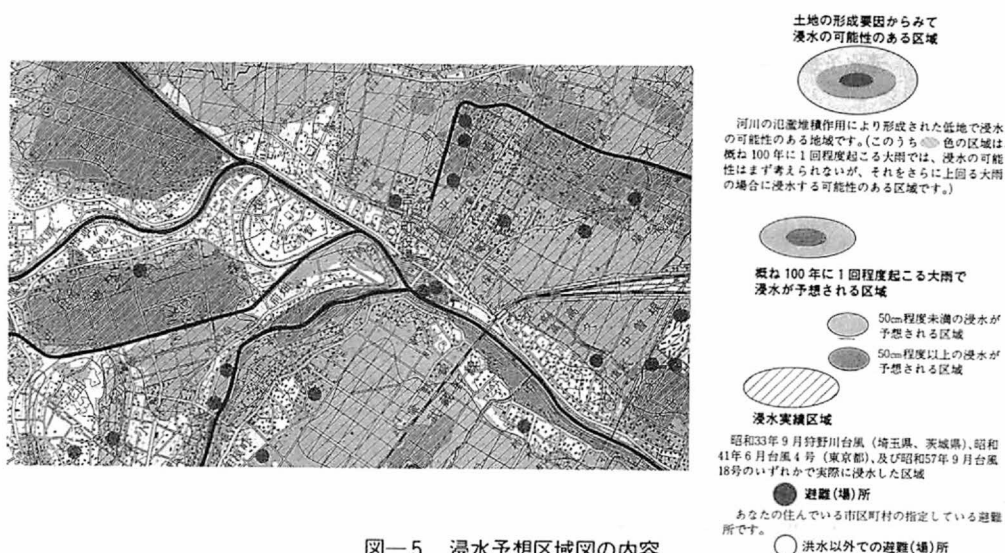 土地の形成要因からみて
浸水の可能性のある区域
河川の氾濫堆積作用により形成された低地で浸水
の可能性のある地域です。(このうち 色の区域は
概ね100年に1回程度起こる大雨では、浸水の可能
性はまず考えられないが、それをさらに上回る大雨
の場合に浸水する可能性のある区域です。)
概ね100年に1回程度起こる大雨で
浸水が予想される区域
50cm程度未満の浸水が
予想される区域
50cm程度以上の浸水が
予想される区域
浸水実績区域
昭和33年9月狩野川台風(埼玉県、茨城県)、昭和
41年6月台風4号(東京都)、及び昭和57年9月台風
18号のいずれかで実際に浸水した区域
避難(場)所
あなたの住んでいる市区町村の指定している避難
所です。
洪水以外での避難(場)所
図—5 浸水予想区域図の内容